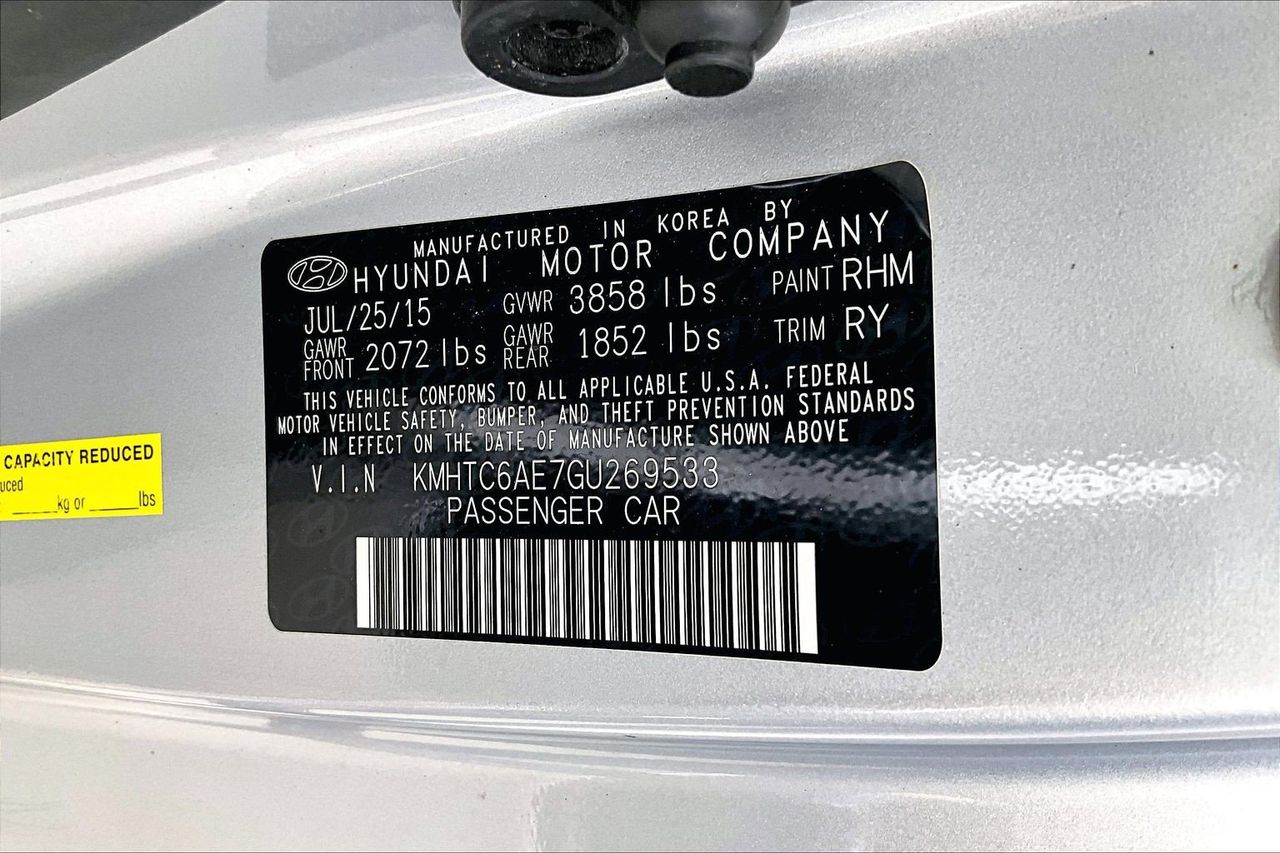 MANUFACTURED IN KOREA BY
HYUNDAI MOTOR COMPANY
JUL/25/15 GVWR 3858 lbs PAINT RHM
GAWR FRONT 2072 lbs GAWR REAR 1852 lbs TRIM RY
THIS VEHICLE CONFORMS TO ALL APPLICABLE U.S.A. FEDERAL
MOTOR VEHICLE SAFETY, BUMPER, AND THEFT PREVENTION STANDARDS
IN EFFECT ON THE DATE OF MANUFACTURE SHOWN ABOVE
V.I.N KMHTC6AE7GU269533
PASSENGER CAR
CAPACITY REDUCED
uced
kg or ______lbs